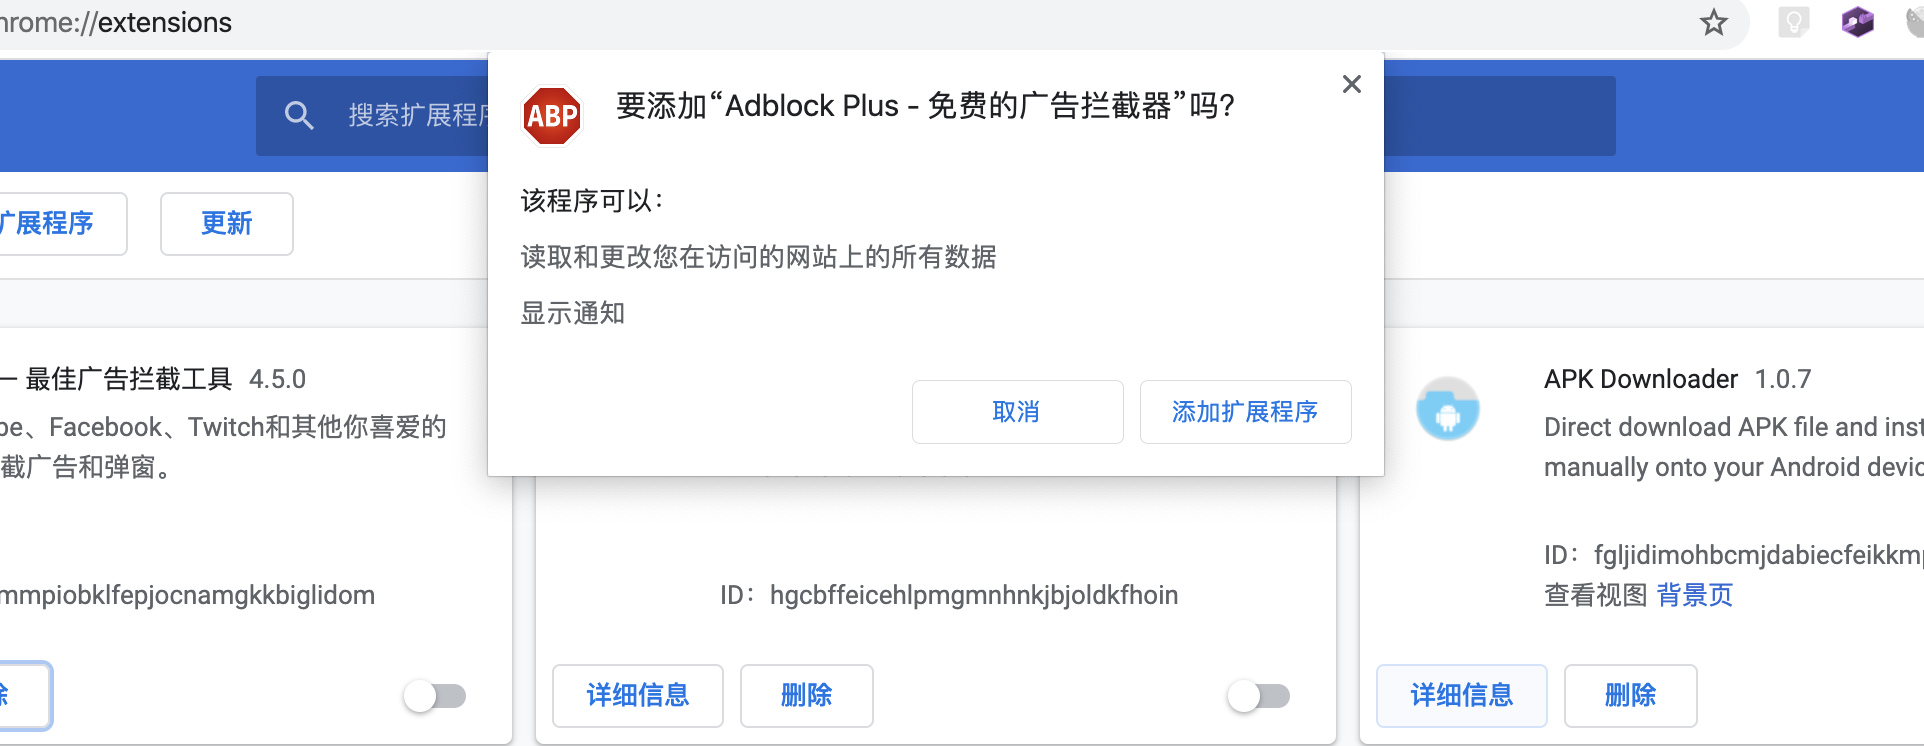 chrome://extensions
要添加“Adblock Plus - 免费的广告拦截器”吗?
ABP
搜索扩展程序
该程序可以：
扩展程序
更新
读取和更改您在访问的网站上的所有数据
显示通知
取消
添加扩展程序
— 最佳广告拦截工具 4.5.0
be、Facebook、Twitch和其他你喜爱的
截广告和弹窗。
mmpiobklfepjocnamgkkbiglidom
除
ID：hgcbffeicehlpmgmnhnkjbjoldkfhoin
详细信息
删除
APK Downloader 1.0.7
Direct download APK file and inst
manually onto your Android devic
ID：fgljidimohbcmjdabiecfeikkmp
查看视图 背景页
详细信息
删除